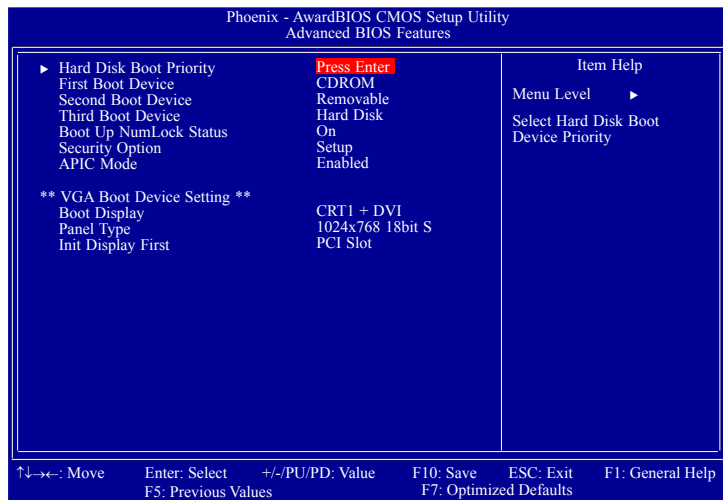 Phoenix - AwardBIOS CMOS Setup Utility
Advanced BIOS Features
► Hard Disk Boot Priority Press Enter
First Boot Device CDROM
Second Boot Device Removable
Third Boot Device Hard Disk
Boot Up NumLock Status On
Security Option Setup
APIC Mode Enabled
** VGA Boot Device Setting **
Boot Display CRT1 + DVI
Panel Type 1024x768 18bit S
Init Display First PCI Slot
Item Help
Menu Level ►
Select Hard Disk Boot
Device Priority
↑↓→←: Move Enter: Select +/-/PU/PD: Value F10: Save ESC: Exit F1: General Help
F5: Previous Values F7: Optimized Defaults